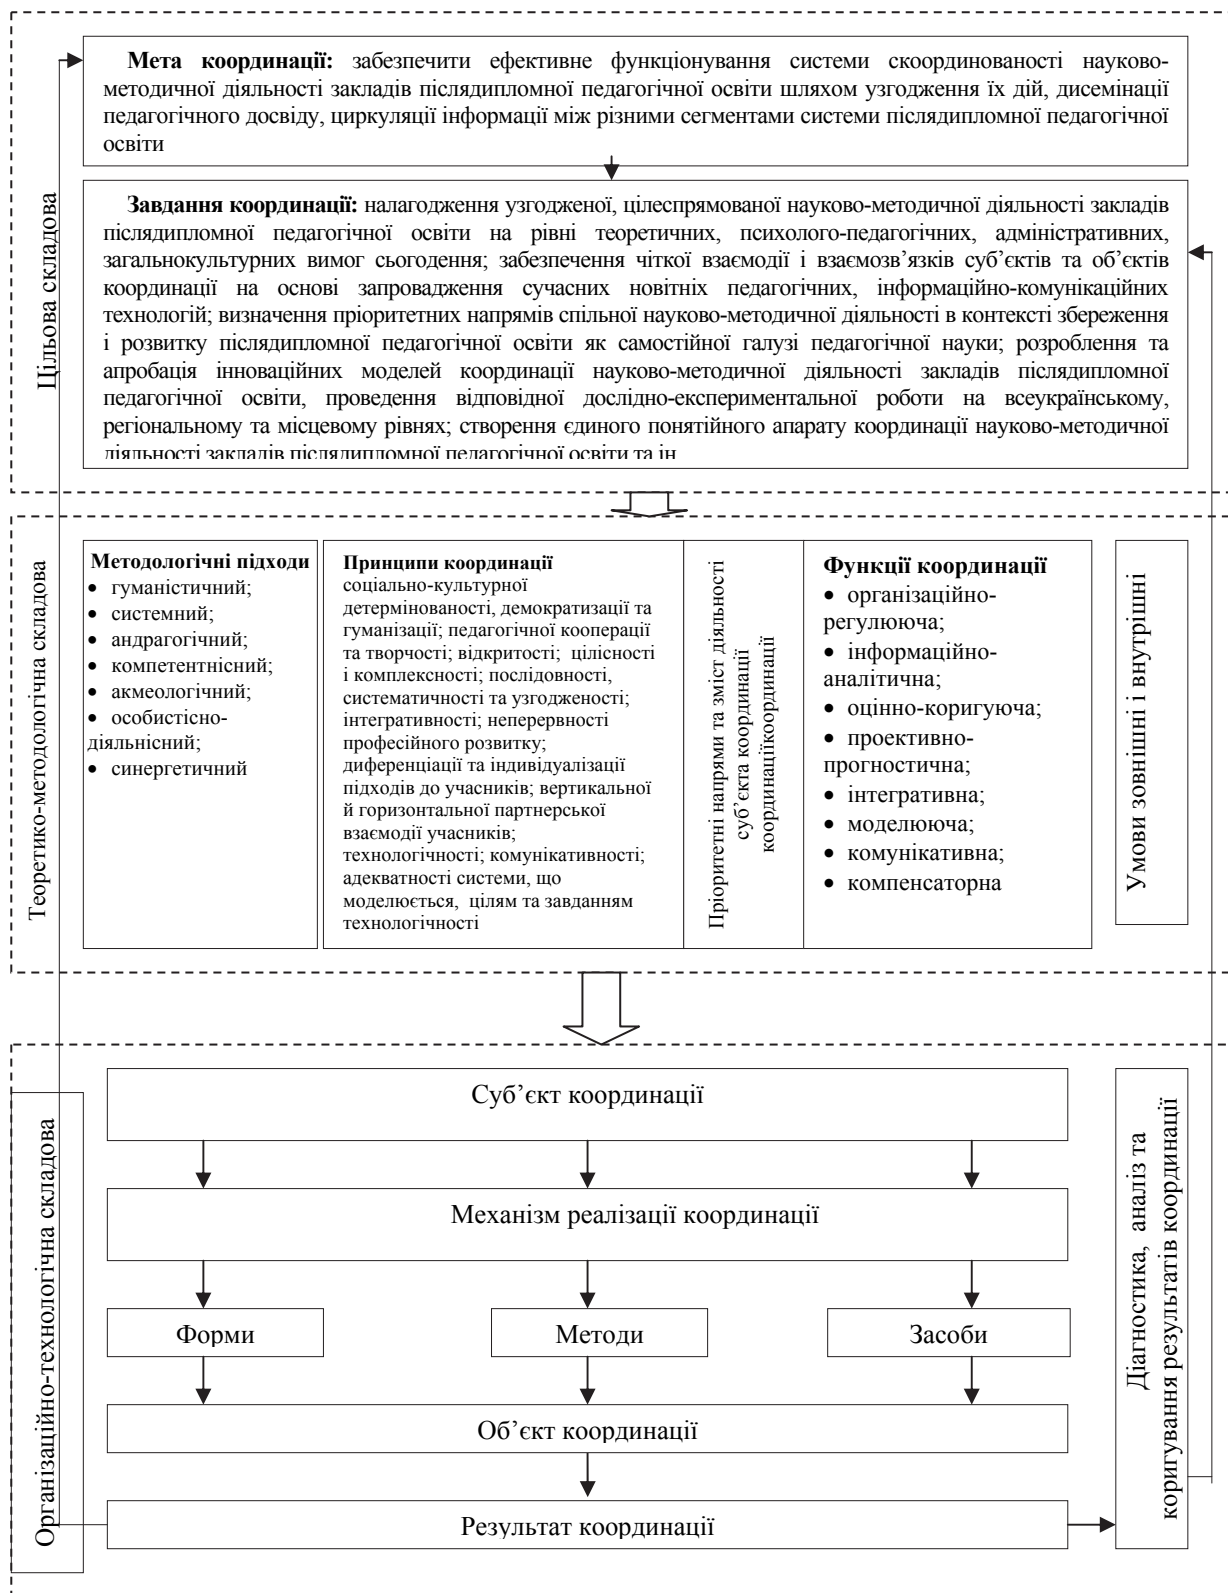 Мета координації: забезпечити ефективне функціонування системи скоординованості науково-
методичної діяльності закладів післядипломної педагогічної освіти шляхом узгодження їх дій, дисемінації
педагогічного досвіду, циркуляції інформації між різними сегментами системи післядипломної педагогічної
освіти
Цільова складова
Завдання координації: налагодження узгодженої, цілеспрямованої науково-методичної діяльності закладів
післядипломної педагогічної освіти на рівні теоретичних, психолого-педагогічних, адміністративних,
загальнокультурних вимог сьогодення; забезпечення чіткої взаємодії і взаємозв’язків суб’єктів та об’єктів
координації на основі запровадження сучасних новітніх педагогічних, інформаційно-комунікаційних
технологій; визначення пріоритетних напрямів спільної науково-методичної діяльності в контексті збереження
і розвитку післядипломної педагогічної освіти як самостійної галузі педагогічної науки; розроблення та
апробація інноваційних моделей координації науково-методичної діяльності закладів післядипломної
педагогічної освіти, проведення відповідної дослідно-експериментальної роботи на всеукраїнському,
регіональному та місцевому рівнях; створення єдиного понятійного апарату координації науково-методичної
діяльності закладів післядипломної педагогічної освіти та ін
Теоретико-методологічна складова
Методологічні підходи
• гуманістичний;
• системний;
• андрагогічний;
• компетентнісний;
• акмеологічний;
• особистісно-
діяльнісний;
• синергетичний
Принципи координації
соціально-культурної
детермінованості, демократизації та
гуманізації; педагогічної кооперації
та творчості; відкритості; цілісності
і комплексності; послідовності,
систематичності та узгодженості;
інтегративності; неперервності
професійного розвитку;
диференціації та індивідуалізації
підходів до учасників; вертикальної
й горизонтальної партнерської
взаємодії учасників;
технологічності; комунікативності;
адекватності системи, що
моделюється, цілям та завданням
технологічності
Пріоритетні напрями та зміст діяльності
суб’єкта координації
координаціїкоординації
Функції координації
• організаційно-
регулююча;
• інформаційно-
аналітична;
• оцінно-коригуюча;
• проективно-
прогностична;
• інтегративна;
• моделююча;
• комунікативна;
• компенсаторна
Умови зовнішні і внутрішні
Організаційно-технологічна складова
Суб’єкт координації
Механізм реалізації координації
Форми
Методи
Засоби
Об’єкт координації
Результат координації
Діагностика, аналіз та
коригування результатів координації